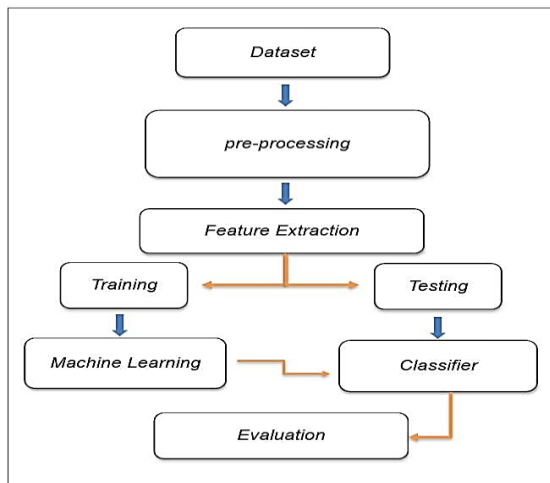 Dataset
pre-processing
Feature Extraction
Training
Testing
Machine Learning
Classifier
Evaluation